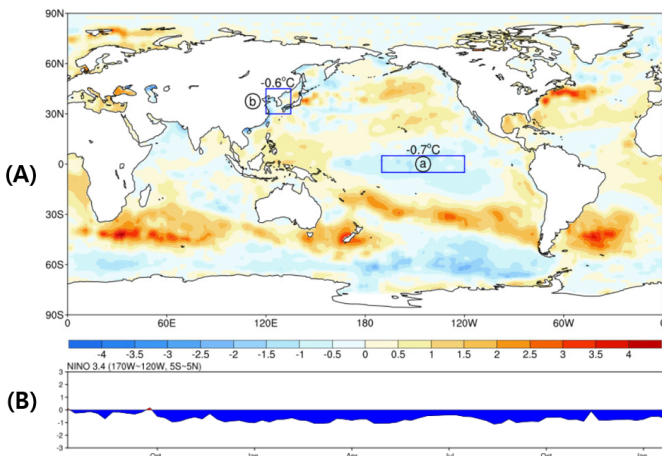 90N
60N
-0.6°C
b
30N
-0.7°C
(A)
0
a
30S
60S
90S
0 60E 120E 180 120W 60W 0
-4 -3.5 -3 -2.5 -2 -1.5 -1 -0.5 0 0.5 1 1.5 2 2.5 3 3.5 4
NINO 3.4 (170W~120W, 5S~5N)
3
2
1
(B)
0
-1
-2
-3
Oct Jan Apr Jul Oct Jan